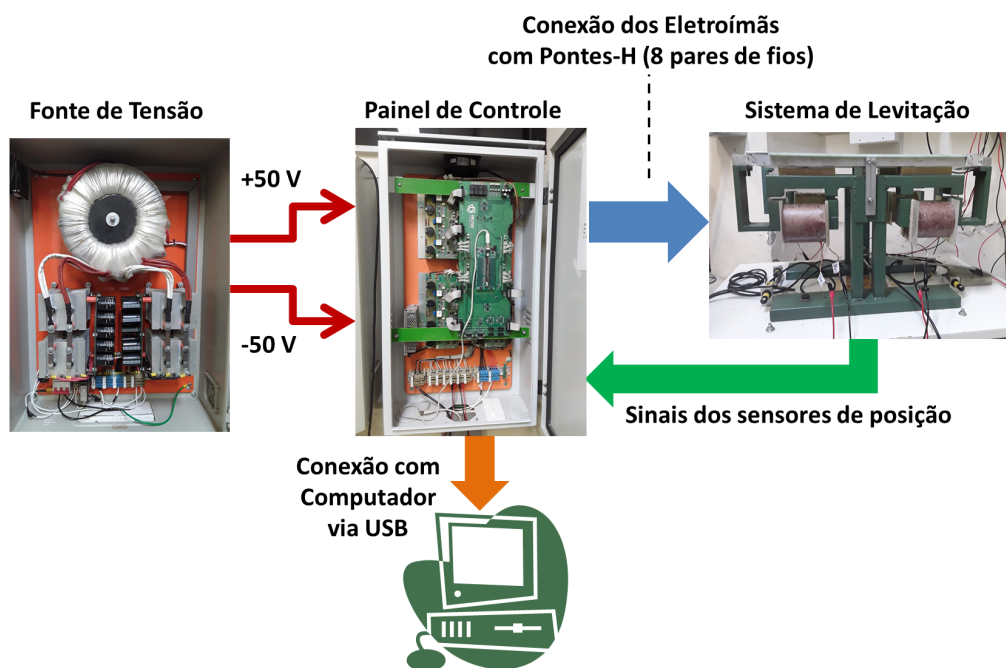 Conexão dos Eletroímãs
com Pontes-H (8 pares de fios)
Fonte de Tensão
Painel de Controle
Sistema de Levitação
+50 V
-50 V
Sinais dos sensores de posição
Conexão com
Computador
via USB